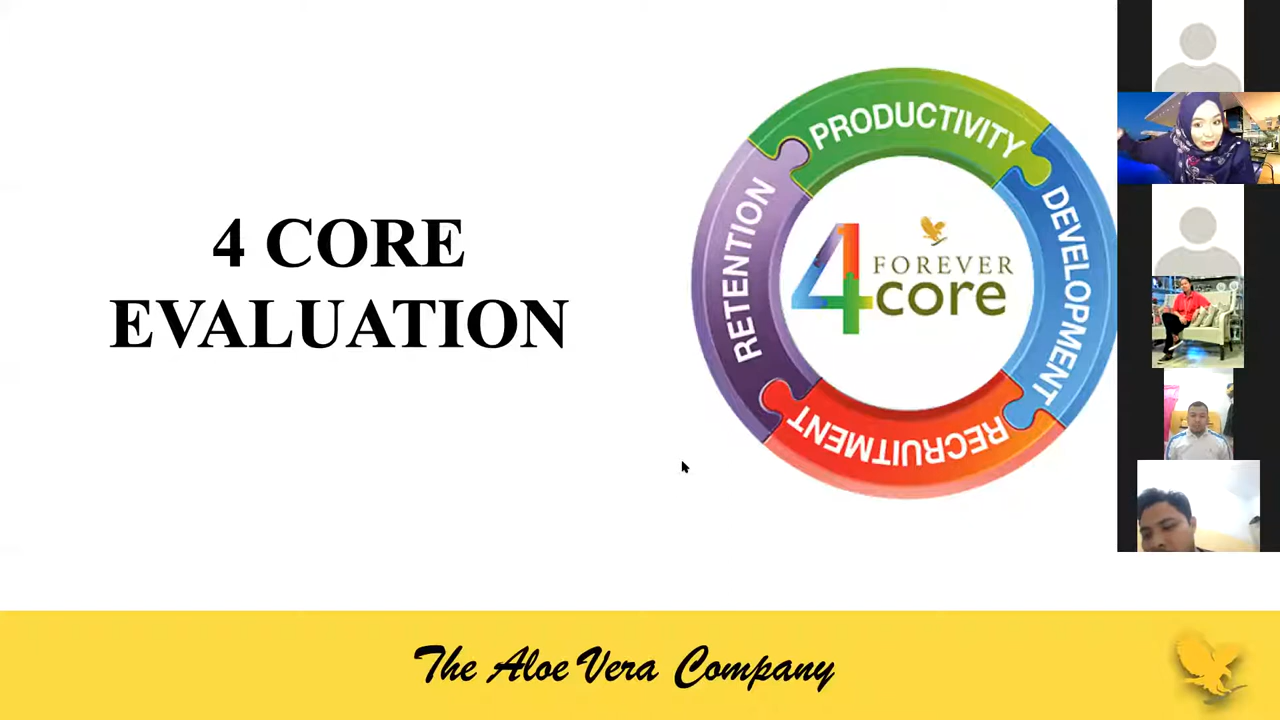 4 CORE
EVALUATION
PRODUCTIVITY
DEVELOPMENT
RECRUITMENT
RETENTION
4 FOREVER
core
The Aloe Vera Company